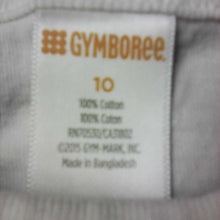 GYMBOREE
10
100% Cotton
100% Coton
RN70530/CA31802
©2015 GYM-MARK, INC.
Made in Bangladesh